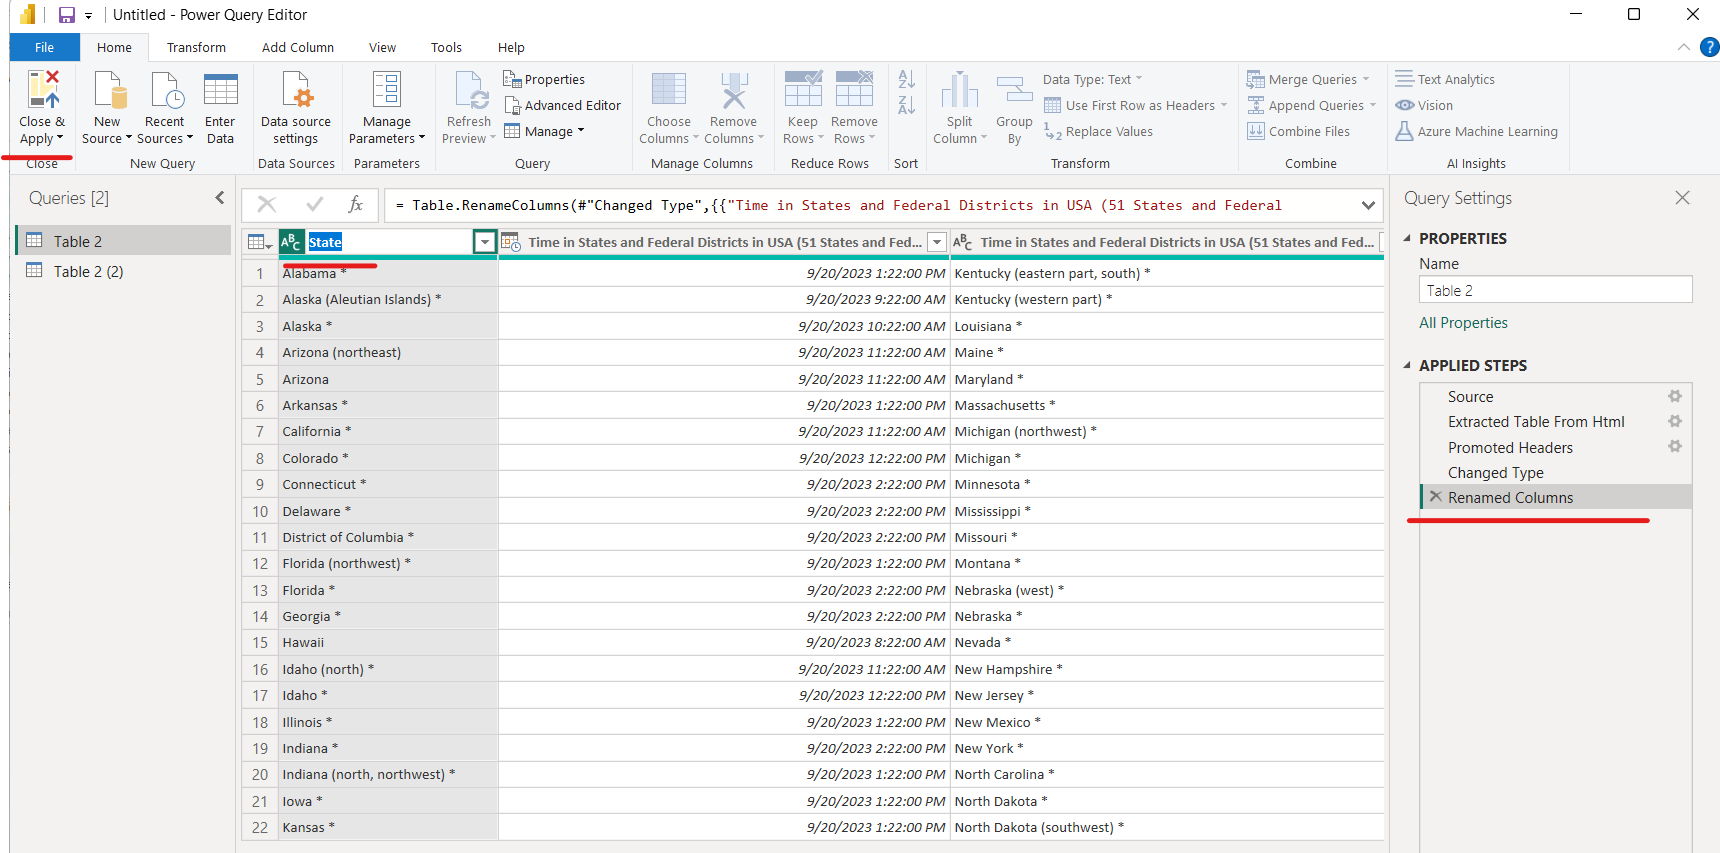 Untitled - Power Query Editor
File Home Transform Add Column View Tools Help
Close & Apply
New Source
Recent Sources
Enter Data
Data source settings
Manage Parameters
Refresh Preview
Properties
Advanced Editor
Manage
Choose Columns
Remove Columns
Keep Rows
Remove Rows
Split Column
Group By
Data Type: Text
Use First Row as Headers
Replace Values
Merge Queries
Append Queries
Combine Files
Text Analytics
Vision
Azure Machine Learning
Close New Query Data Sources Parameters Query Manage Columns Reduce Rows Sort Transform Combine AI Insights
Queries [2]
Table 2
Table 2 (2)
fx = Table.RenameColumns(#"Changed Type",{{"Time in States and Federal Districts in USA (51 States and Federal
ABC State Time in States and Federal Districts in USA (51 States and Fed... ABC Time in States and Federal Districts in USA (51 States and Fed...
1 Alabama * 9/20/2023 1:22:00 PM Kentucky (eastern part, south) *
2 Alaska (Aleutian Islands) * 9/20/2023 9:22:00 AM Kentucky (western part) *
3 Alaska * 9/20/2023 10:22:00 AM Louisiana *
4 Arizona (northeast) 9/20/2023 11:22:00 AM Maine *
5 Arizona 9/20/2023 11:22:00 AM Maryland *
6 Arkansas * 9/20/2023 1:22:00 PM Massachusetts *
7 California * 9/20/2023 11:22:00 AM Michigan (northwest) *
8 Colorado * 9/20/2023 12:22:00 PM Michigan *
9 Connecticut * 9/20/2023 2:22:00 PM Minnesota *
10 Delaware * 9/20/2023 2:22:00 PM Mississippi *
11 District of Columbia * 9/20/2023 2:22:00 PM Missouri *
12 Florida (northwest) * 9/20/2023 1:22:00 PM Montana *
13 Florida * 9/20/2023 2:22:00 PM Nebraska (west) *
14 Georgia * 9/20/2023 2:22:00 PM Nebraska *
15 Hawaii 9/20/2023 8:22:00 AM Nevada *
16 Idaho (north) * 9/20/2023 11:22:00 AM New Hampshire *
17 Idaho * 9/20/2023 12:22:00 PM New Jersey *
18 Illinois * 9/20/2023 1:22:00 PM New Mexico *
19 Indiana * 9/20/2023 2:22:00 PM New York *
20 Indiana (north, northwest) * 9/20/2023 1:22:00 PM North Carolina *
21 Iowa * 9/20/2023 1:22:00 PM North Dakota *
22 Kansas * 9/20/2023 1:22:00 PM North Dakota (southwest) *
Query Settings
PROPERTIES
Name
Table 2
All Properties
APPLIED STEPS
Source
Extracted Table From Html
Promoted Headers
Changed Type
Renamed Columns